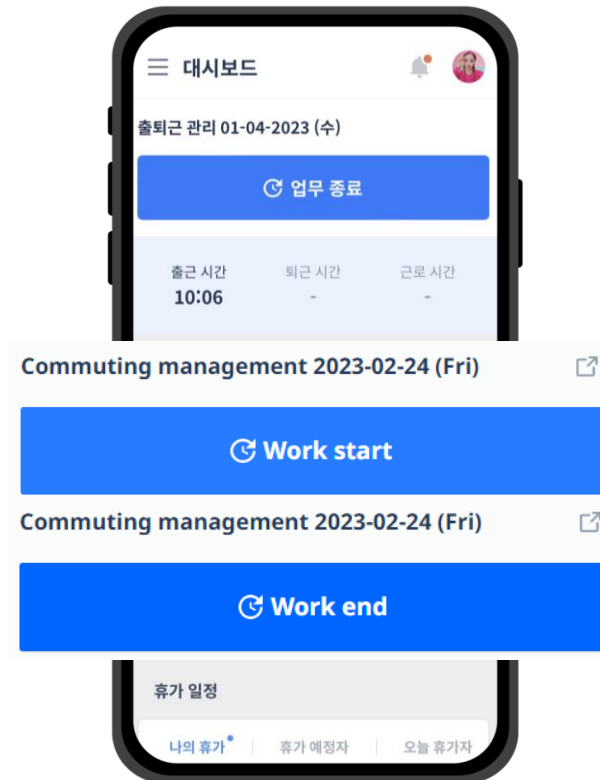 대시보드
출퇴근 관리 01-04-2023 (수)
업무 종료
출근 시간 퇴근 시간 근로 시간
10:06 - -
Commuting management 2023-02-24 (Fri)
Work start
Commuting management 2023-02-24 (Fri)
Work end
휴가 일정
나의 휴가 휴가 예정자 오늘 휴가자